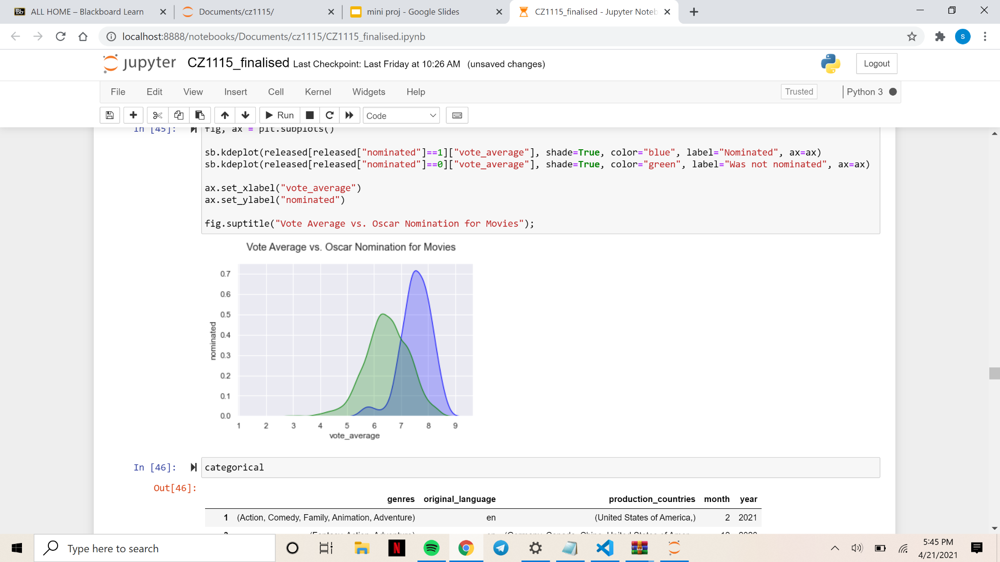 ALL HOME – Blackboard Learn
Documents/cz1115/
mini proj - Google Slides
CZ1115_finalised - Jupyter Noteb
localhost:8888/notebooks/Documents/cz1115/CZ1115_finalised.ipynb
S
jupyter CZ1115_finalised Last Checkpoint: Last Friday at 10:26 AM (unsaved changes)
Logout
File Edit View Insert Cell Kernel Widgets Help
Trusted
Python 3
Run
Code
In [45]: fig, ax = plt.subplots()
sb.kdeplot(released[released["nominated"]==1]["vote_average"], shade=True, color="blue", label="Nominated", ax=ax)
sb.kdeplot(released[released["nominated"]==0]["vote_average"], shade=True, color="green", label="Was not nominated", ax=ax)
ax.set_xlabel("vote_average")
ax.set_ylabel("nominated")
fig.suptitle("Vote Average vs. Oscar Nomination for Movies");
Vote Average vs. Oscar Nomination for Movies
0.7
0.6
0.5
0.4
0.3
0.2
0.1
0.0
nominated
1 2 3 4 5 6 7 8 9
vote_average
In [46]: categorical
Out[46]:
genres original_language production_countries month year
1 (Action, Comedy, Family, Animation, Adventure) en (United States of America,) 2 2021
Type here to search
5:45 PM
4/21/2021